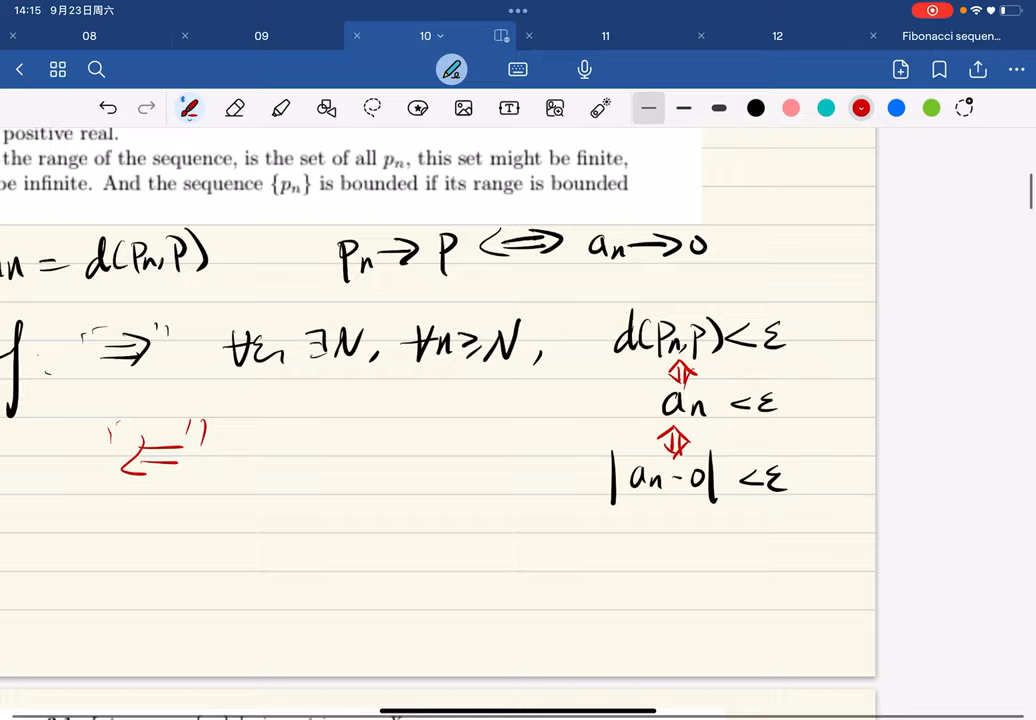 14:15 9月23日周六
08 09 10 11 12 Fibonacci sequen...
positive real.
the range of the sequence, is the set of all pₙ, this set might be finite,
be infinite. And the sequence {pₙ} is bounded if its range is bounded
an = d(Pn, P) Pn → P ⟺ an → 0
f: "⇒" ∀ε, ∃N, ∀n≥N, d(Pn, P) < ε
⇕
an < ε
"⇐" ⇕
|an - 0| < ε